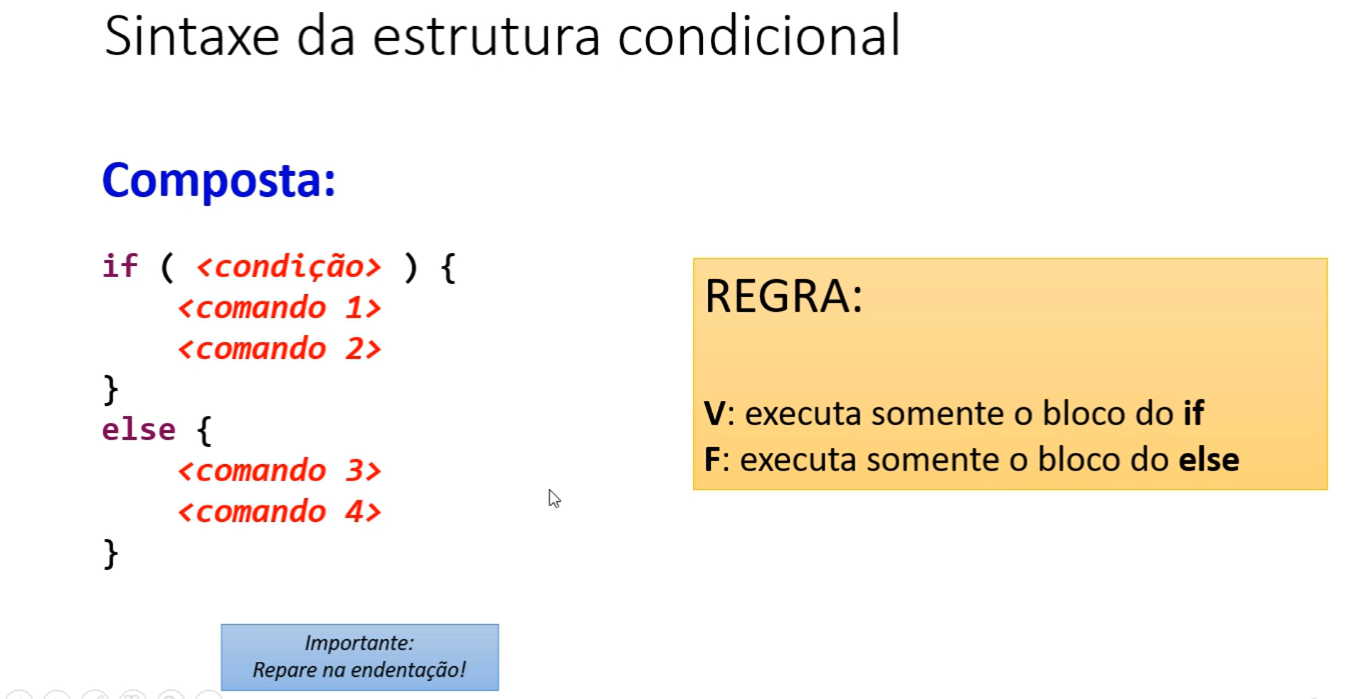 Sintaxe da estrutura condicional
Composta:
if ( <condição> ) {
<comando 1>
<comando 2>
}
else {
<comando 3>
<comando 4>
}
REGRA:
V: executa somente o bloco do if
F: executa somente o bloco do else
Importante:
Repare na endentação!